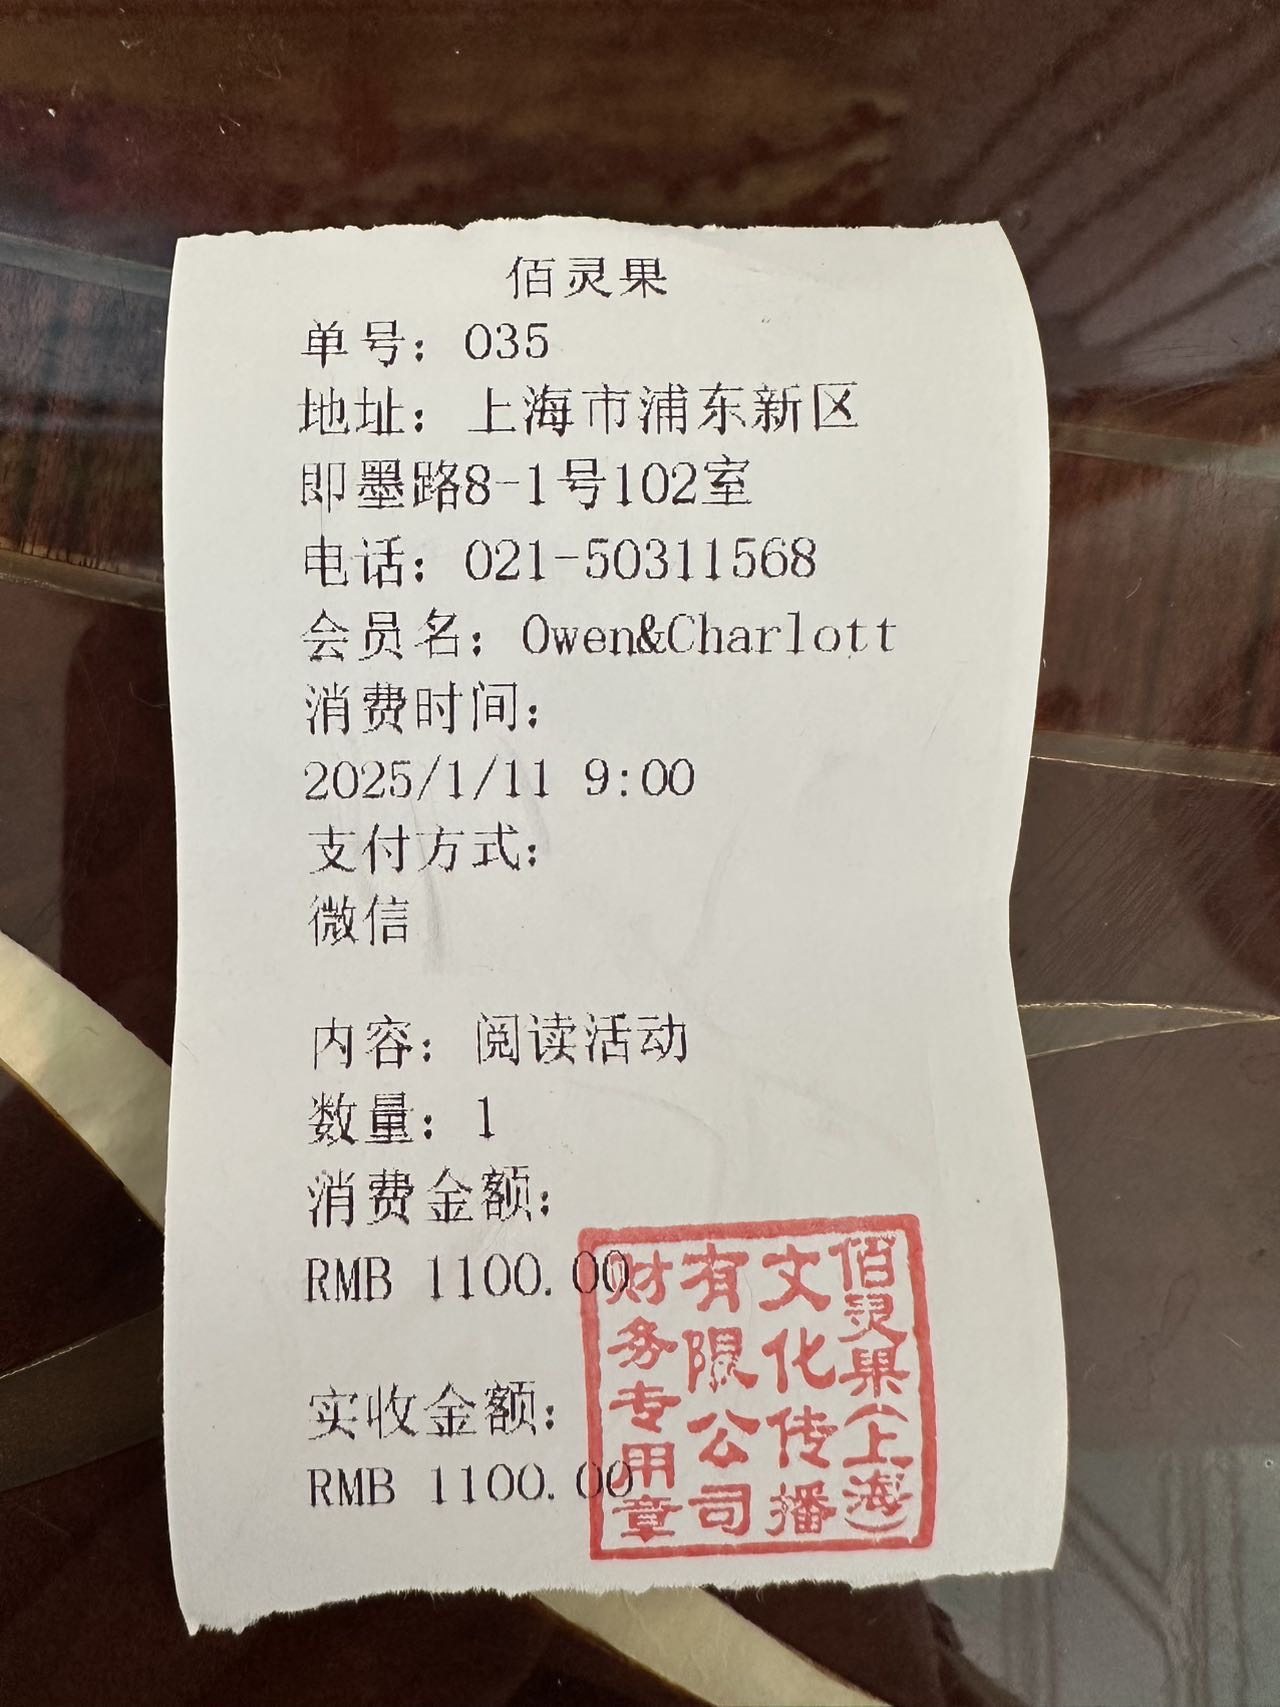 佰灵果
单号：035
地址：上海市浦东新区
即墨路8-1号102室
电话：021-50311568
会员名：Owen&Charlott
消费时间：
2025/1/11 9:00
支付方式：
微信
内容：阅读活动
数量：1
消费金额：
RMB 1100.00
实收金额：
RMB 1100.00
佰灵果（上海）
文化传播
有限公司
财务专用章